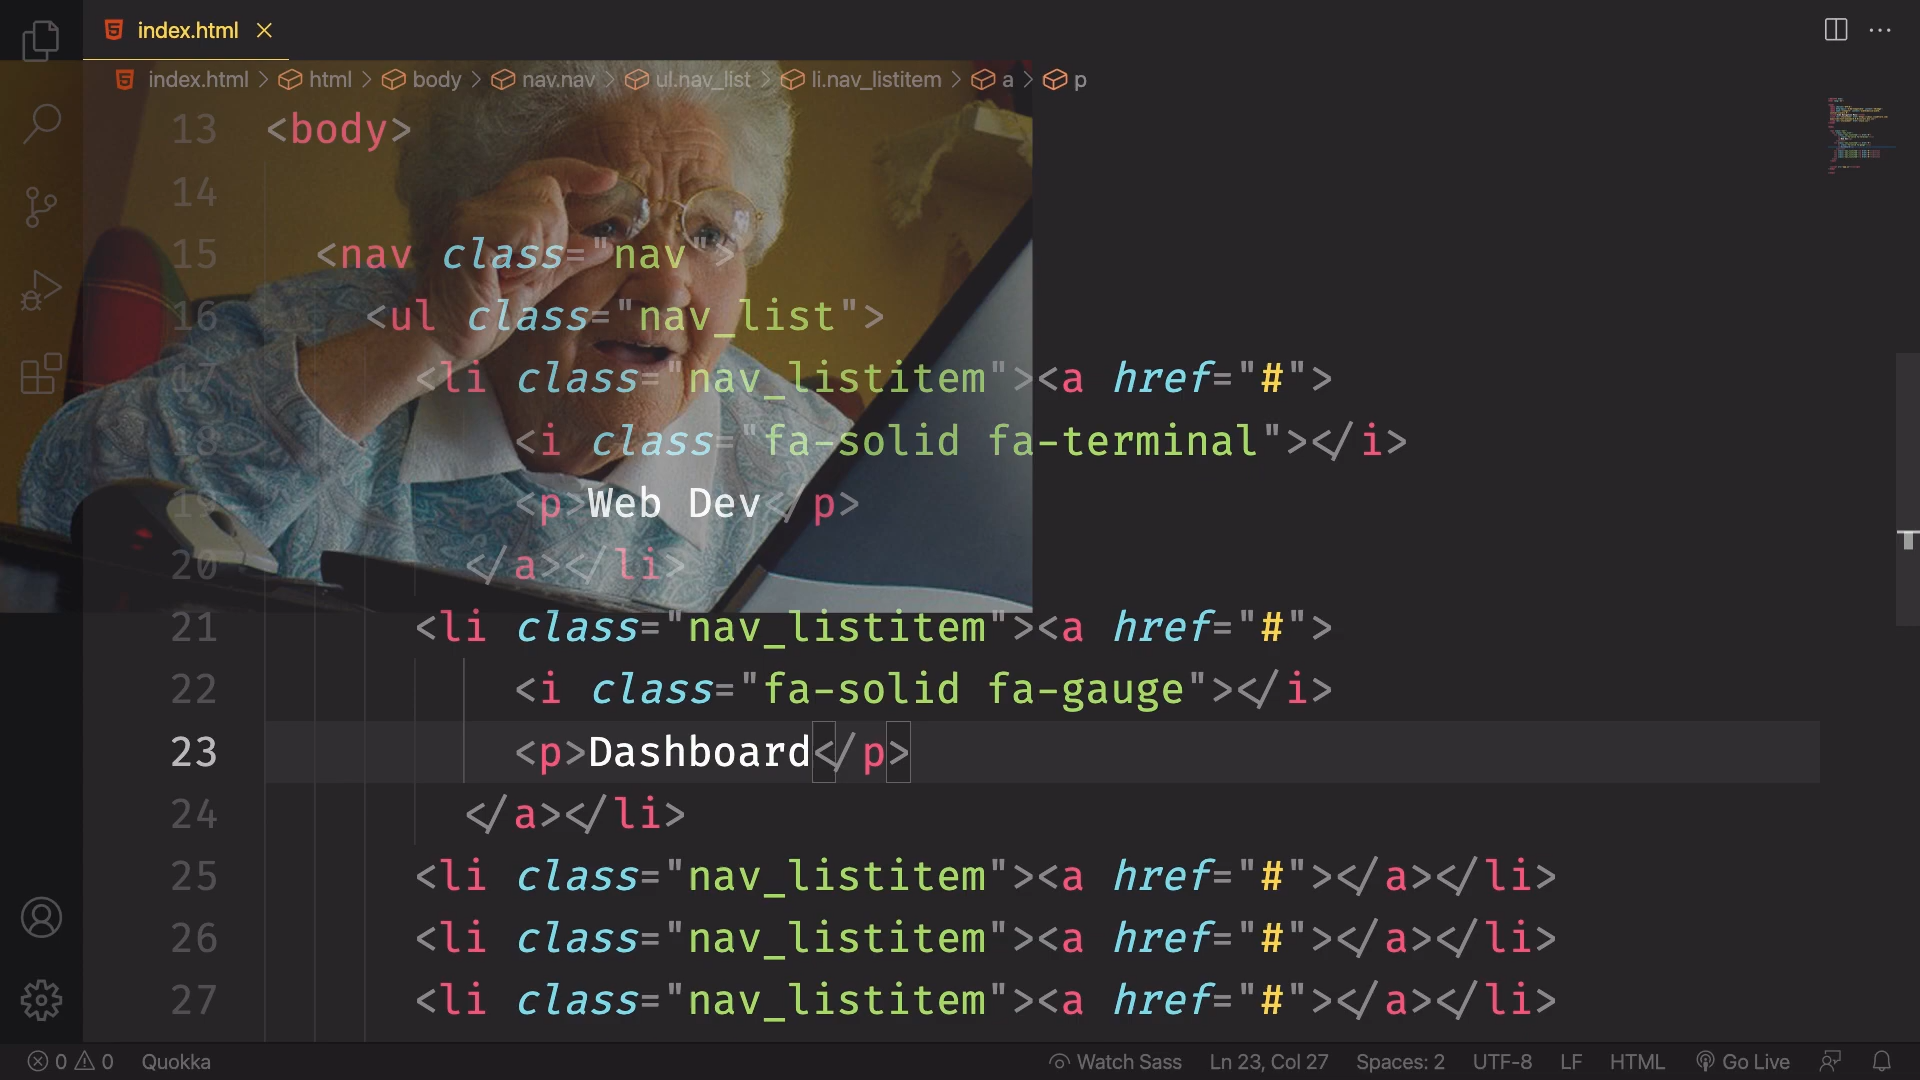 index.html
index.html > html > body > nav.nav > ul.nav_list > li.nav_listitem > a > p
13 <body>
14
15 <nav class="nav">
16 <ul class="nav_list">
17 <li class="nav_listitem"><a href="#">
18 <i class="fa-solid fa-terminal"></i>
19 <p>Web Dev</p>
20 </a></li>
21 <li class="nav_listitem"><a href="#">
22 <i class="fa-solid fa-gauge"></i>
23 <p>Dashboard</p>
24 </a></li>
25 <li class="nav_listitem"><a href="#"></a></li>
26 <li class="nav_listitem"><a href="#"></a></li>
27 <li class="nav_listitem"><a href="#"></a></li>
0 0 Quokka Watch Sass Ln 23, Col 27 Spaces: 2 UTF-8 LF HTML Go Live